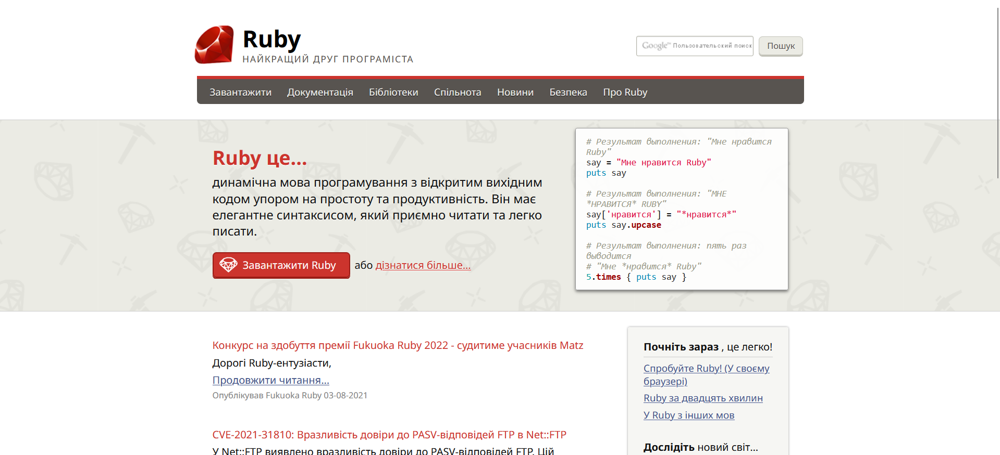 Ruby
НАЙКРАЩИЙ ДРУГ ПРОГРАМІСТА
Google™ Пользовательский поиск
Пошук
Завантажити Документація Бібліотеки Спільнота Новини Безпека Про Ruby
Ruby це...
динамічна мова програмування з відкритим вихідним
кодом упором на простоту та продуктивність. Він має
елегантне синтаксисом, який приємно читати та легко
писати.
Завантажити Ruby або дізнатися більше...
# Результат выполнения: "Мне нравится
Ruby"
say = "Мне нравится Ruby"
puts say
# Результат выполнения: "МНЕ
*НРАВИТСЯ* RUBY"
say['нравится'] = "*нравится*"
puts say.upcase
# Результат выполнения: пять раз
выводится
# "Мне *нравится* Ruby"
5.times { puts say }
Конкурс на здобуття премії Fukuoka Ruby 2022 - судитиме учасників Matz
Дорогі Ruby-ентузіасти,
Продовжити читання...
Опублікував Fukuoka Ruby 03-08-2021
CVE-2021-31810: Вразливість довіри до PASV-відповідей FTP в Net::FTP
У Net::FTP виявлено вразливість довіри до PASV-відповідей FTP. Цій
Почніть зараз , це легко!
Спробуйте Ruby! (У своєму
браузері)
Ruby за двадцять хвилин
У Ruby з інших мов
Дослідіть новий світ...